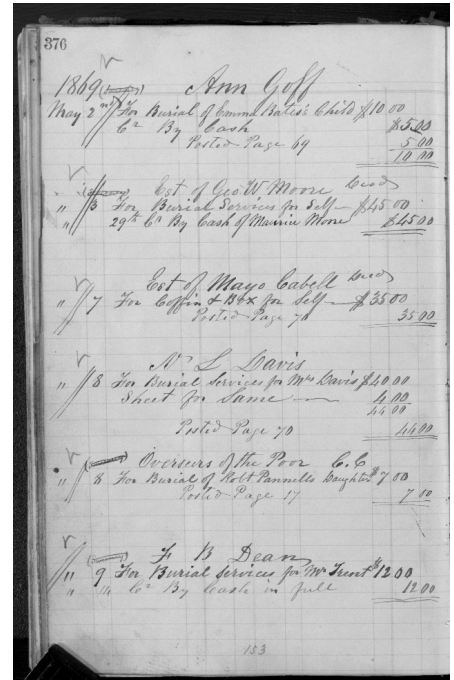 376
1869 Ann Goff
May 2nd For Burial of Emma Bates's Child $10 00
Cr By Cash $5.00
Posted Page 69 5 00
10 00
Est. of Geo W Moore Decd
" 3 For Burial Services for Self $45 00
" 29th Cr By Cash of Maurice Moore $45 00
Est of Mayo Cabell Decd
" 7 For Coffin & Box for Self $35 00
Posted Page 70 35 00
N L Davis
" 8 For Burial Services for Mrs Davis $40 00
Sheet for Same 4 00
44 00
Posted Page 70 44 00
Overseers of the Poor C.C
" 8 For Burial of Robt Pannells Daughter $7 00
Posted Page 17 7 00
F B Dean
" 9 For Burial Services for Mr Trent $12 00
" 14 Cr By Cash in full 12 00
153